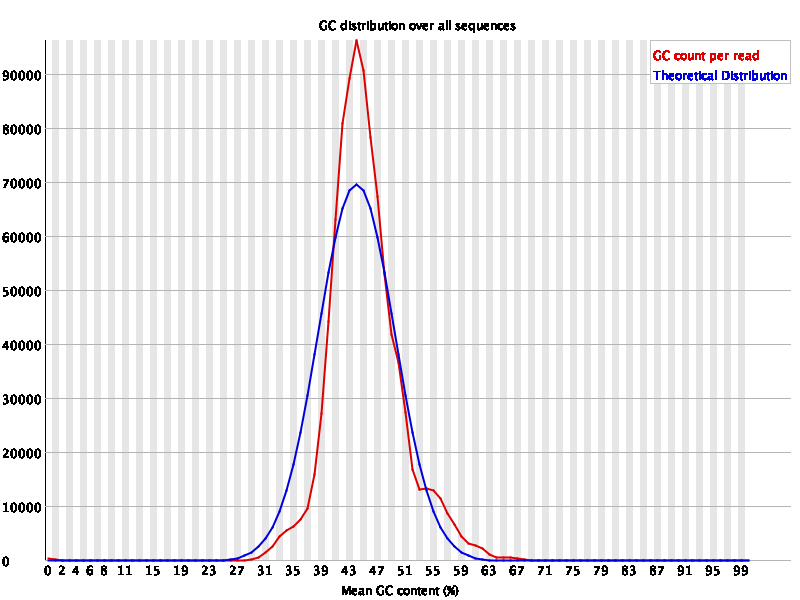 GC distribution over all sequences
GC count per read
Theoretical Distribution
90000
80000
70000
60000
50000
40000
30000
20000
10000
0
0 2 4 6 8 11 15 19 23 27 31 35 39 43 47 51 55 59 63 67 71 75 79 83 87 91 95 99
Mean GC content (%)